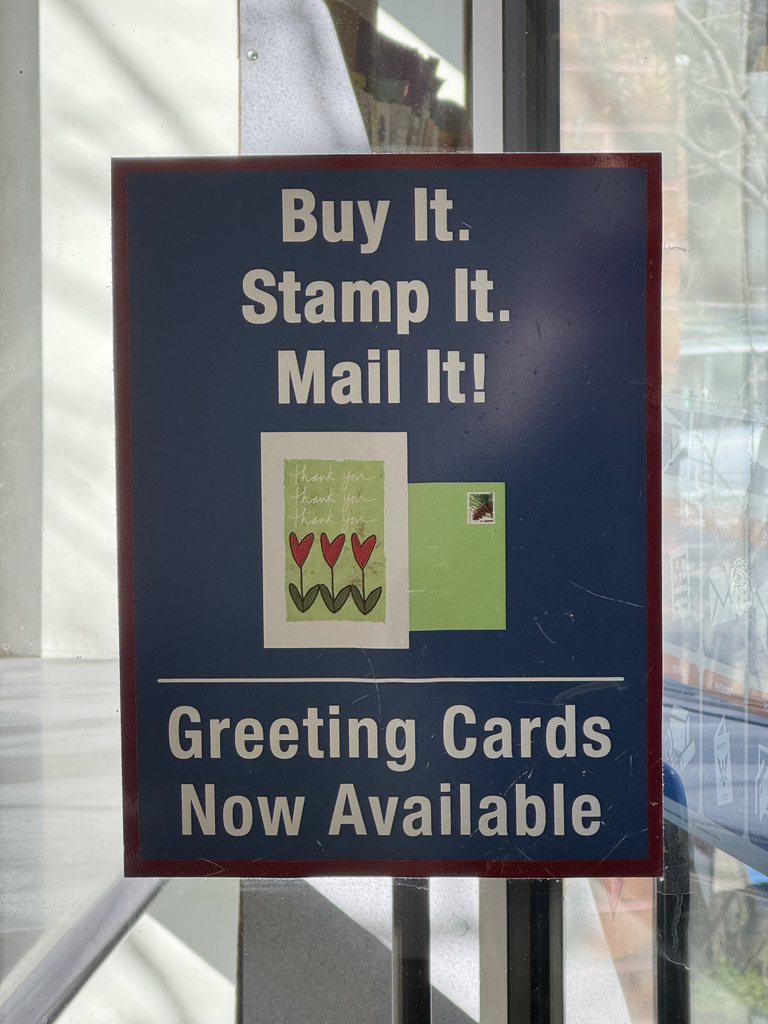 Buy It.
Stamp It.
Mail It!
thank you
thank you
thank you
Greeting Cards
Now Available